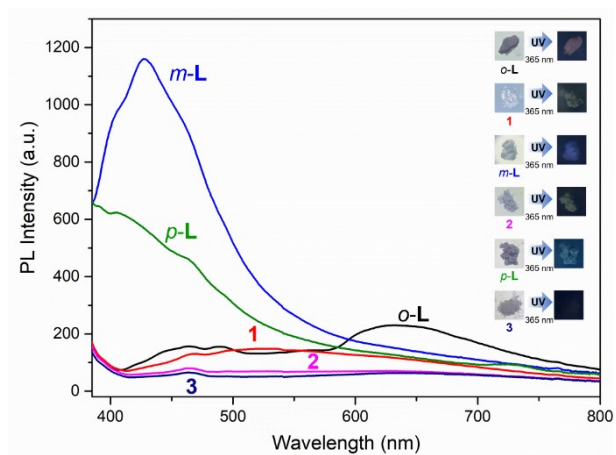 1200
1000
800
600
400
200
0
400
500
600
700
800
PL Intensity (a.u.)
Wavelength (nm)
m-L
p-L
o-L
1
2
3
UV
365 nm
o-L
UV
365 nm
1
UV
365 nm
m-L
UV
365 nm
2
UV
365 nm
p-L
UV
365 nm
3